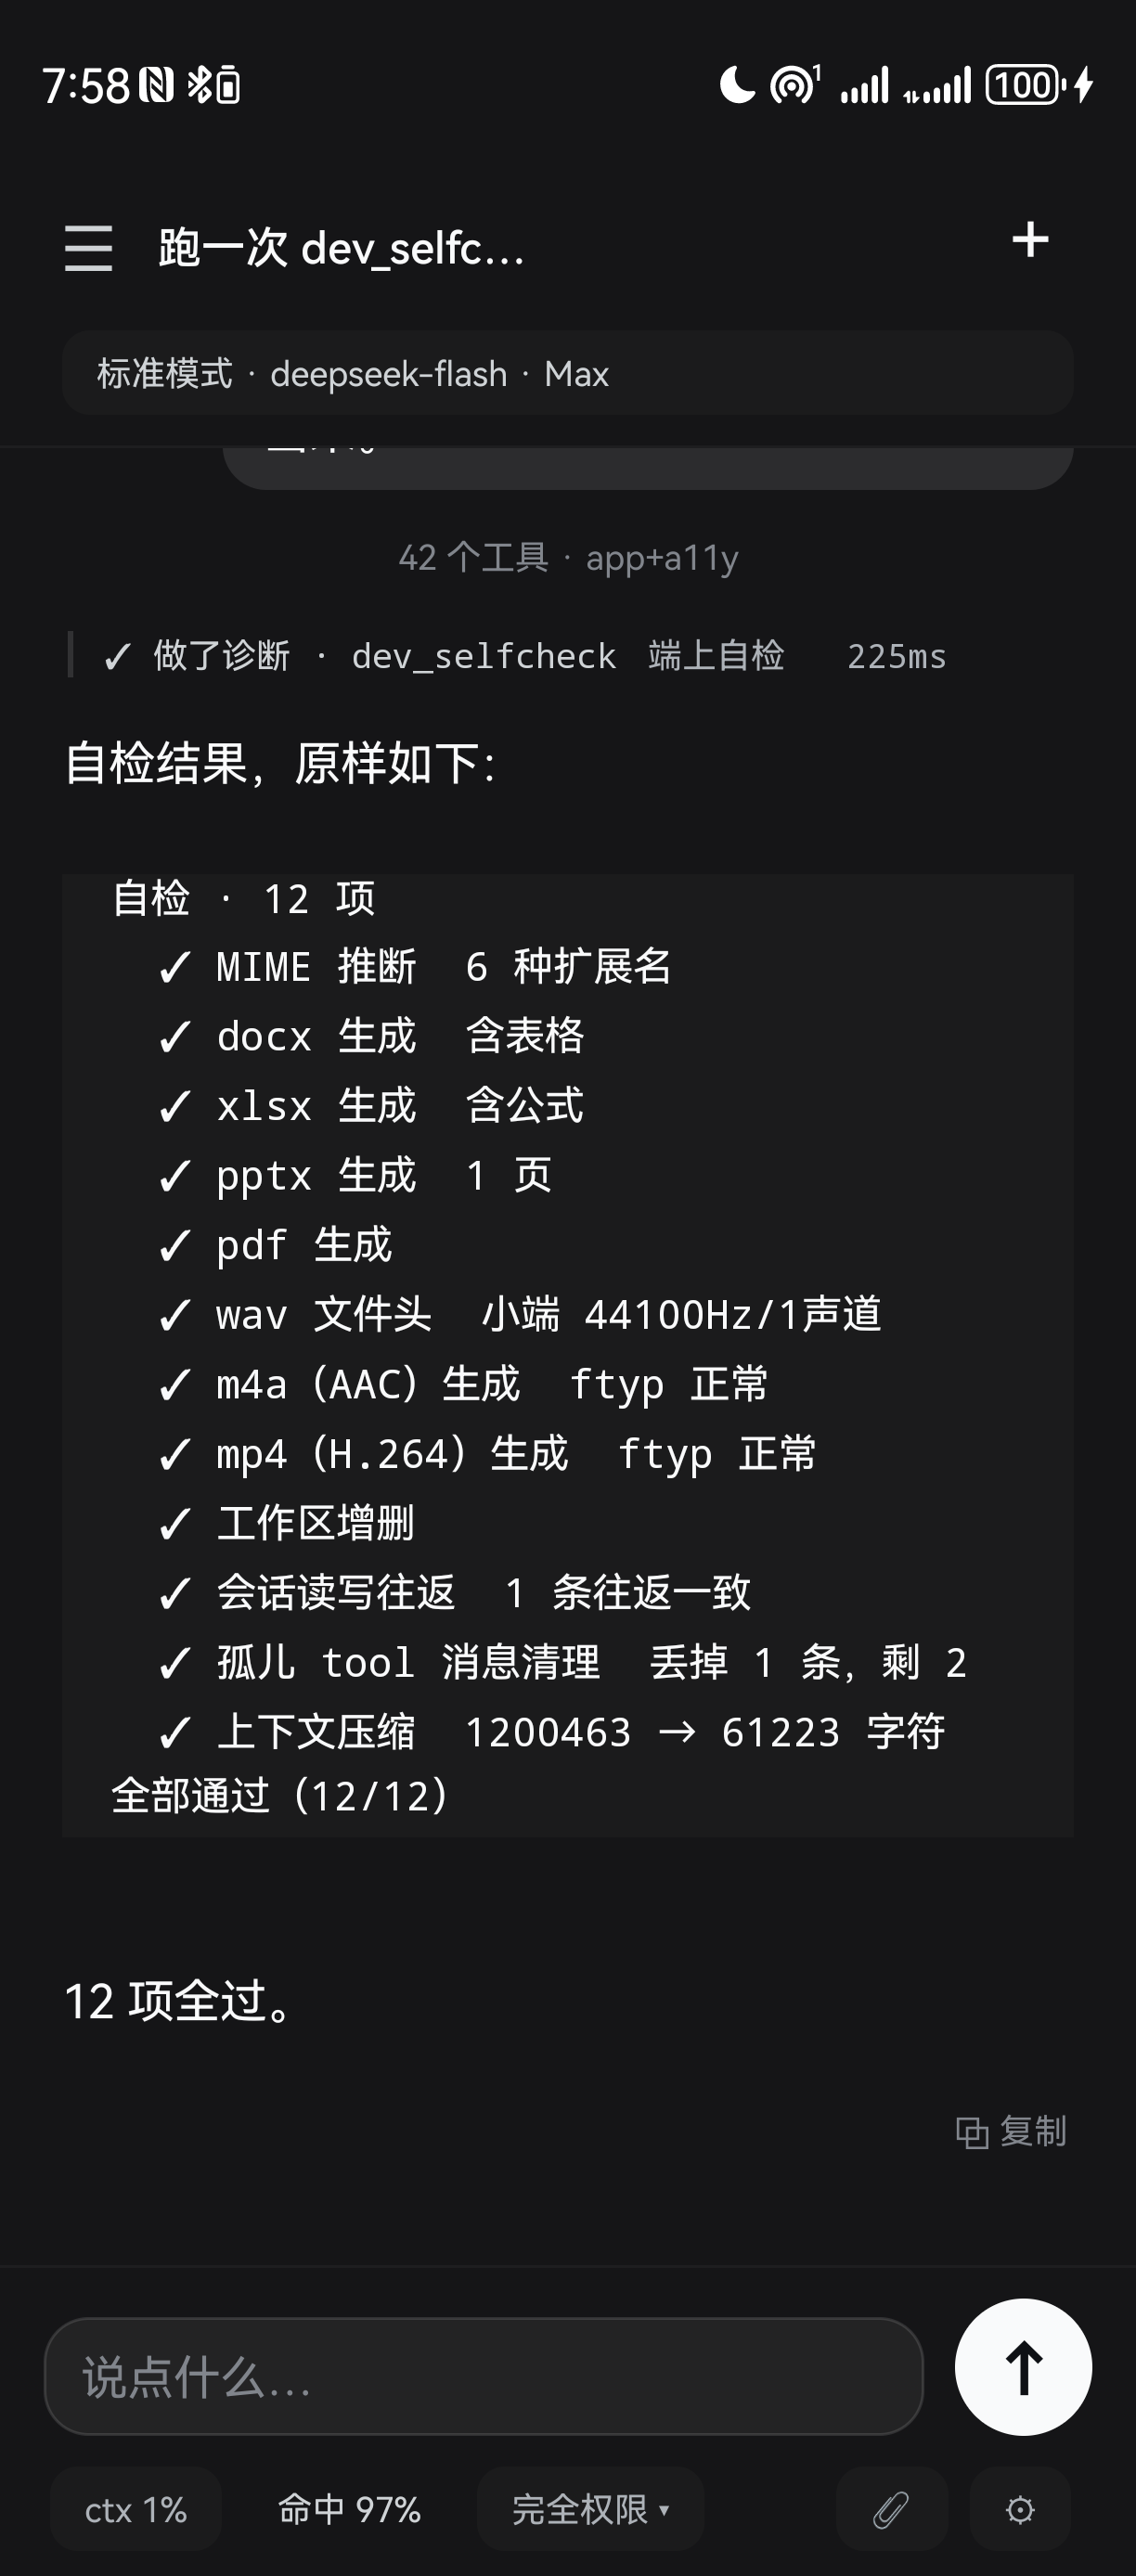 7:58
1
100
跑一次 dev_selfc...
标准模式 · deepseek-flash · Max
42 个工具 · app+a11y
✓ 做了诊断 · dev_selfcheck 端上自检 225ms
自检结果，原样如下：
自检 · 12 项
✓ MIME 推断 6 种扩展名
✓ docx 生成 含表格
✓ xlsx 生成 含公式
✓ pptx 生成 1 页
✓ pdf 生成
✓ wav 文件头 小端 44100Hz/1声道
✓ m4a（AAC）生成 ftyp 正常
✓ mp4（H.264）生成 ftyp 正常
✓ 工作区增删
✓ 会话读写往返 1 条往返一致
✓ 孤儿 tool 消息清理 丢掉 1 条，剩 2
✓ 上下文压缩 1200463 → 61223 字符
全部通过（12/12）
12 项全过。
复制
说点什么...
ctx 1%
命中 97%
完全权限 ▾